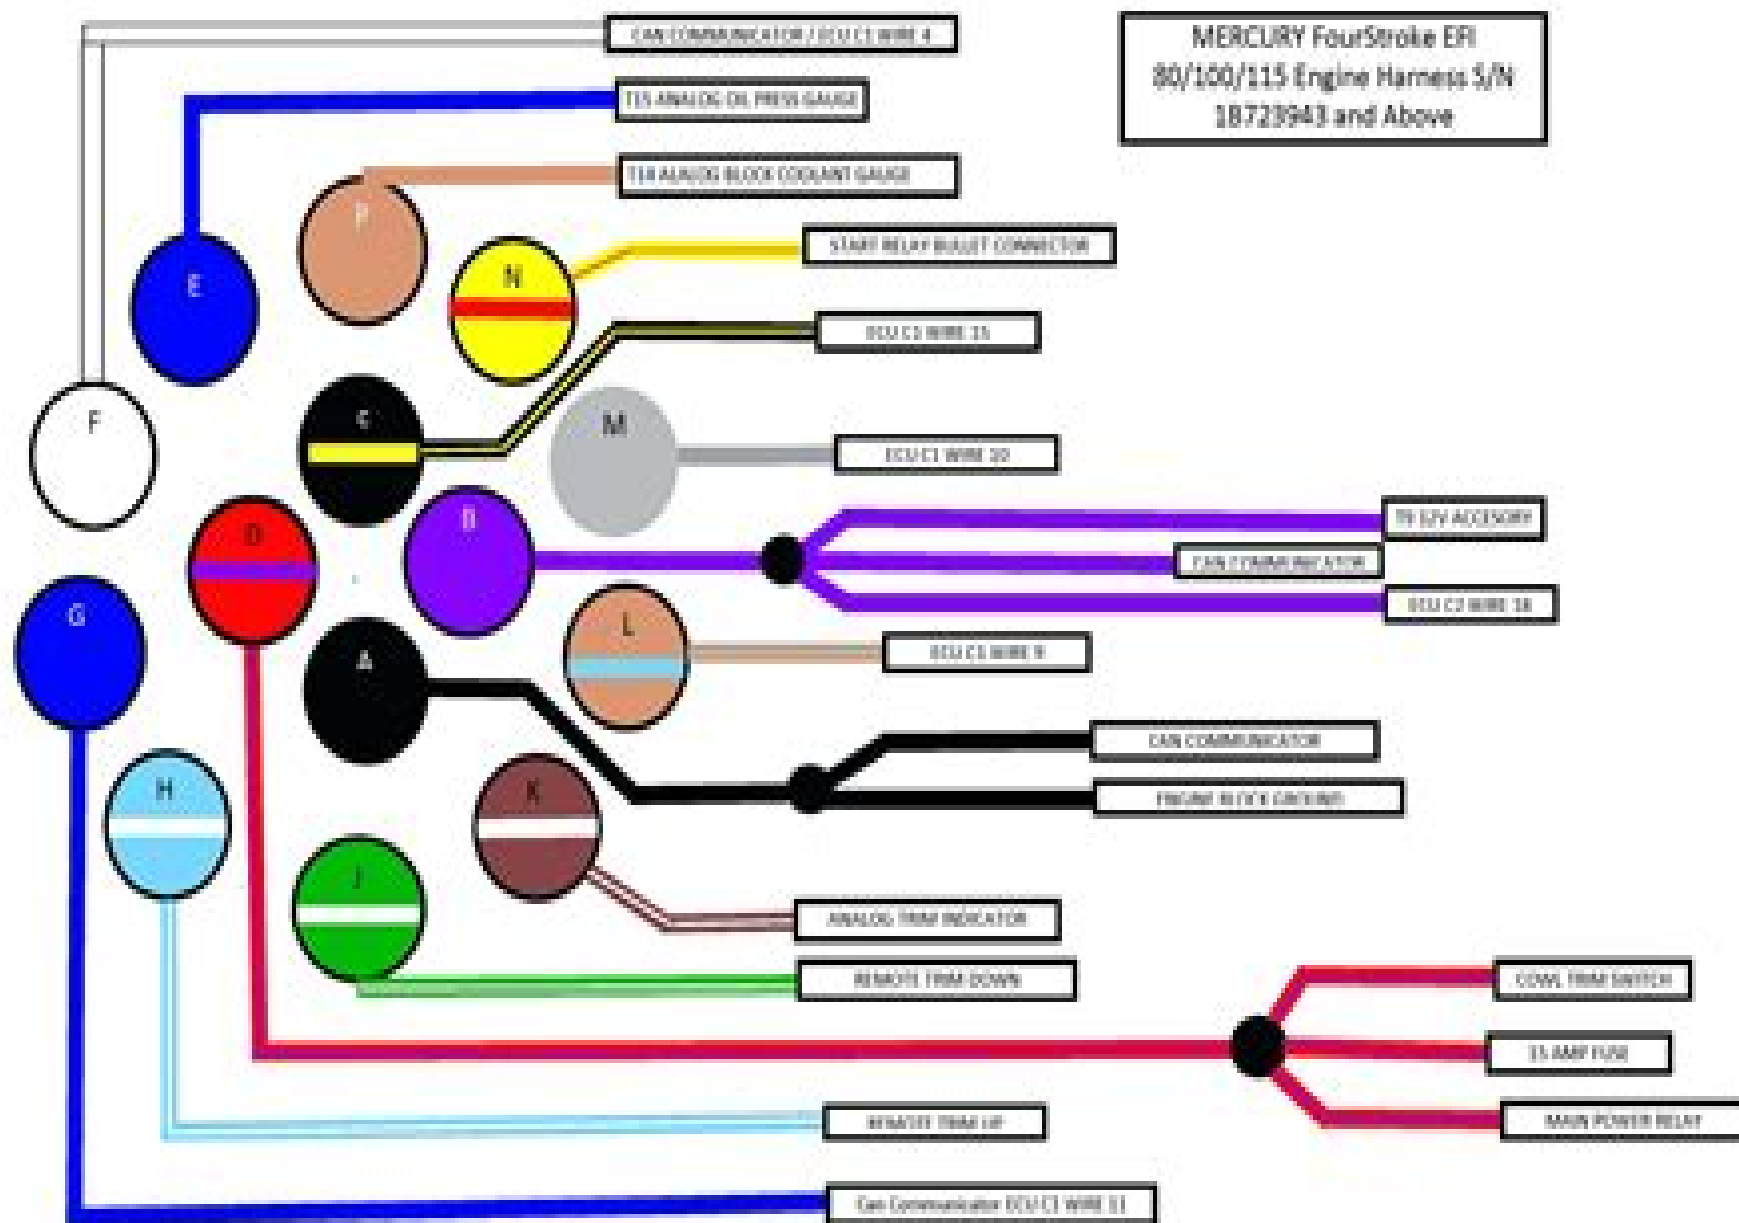 CAN COMMUNICATOR / ECU C1 WIRE 4
MERCURY FourStroke EFI
80/100/115 Engine Harness S/N
1B723943 and Above
T15 ANALOG OIL PRESS GAUGE
T14 ALALOG BLOCK COOLANT GAUGE
P
START RELAY BULLET CONNECTOR
E
N
ECU C1 WIRE 15
F
C
M
ECU C1 WIRE 10
D
B
T9 12V ACCESORY
CAN COMMUNICATOR
ECU C2 WIRE 18
G
L
ECU C1 WIRE 9
A
CAN COMMUNICATOR
ENGINE BLOCK GROUND
H
K
J
ANALOG TRIM INDICATOR
REMOTE TRIM DOWN
COWL TRIM SWITCH
15 AMP FUSE
REMOTE TRIM UP
MAIN POWER RELAY
Can Communicator ECU C1 WIRE 11